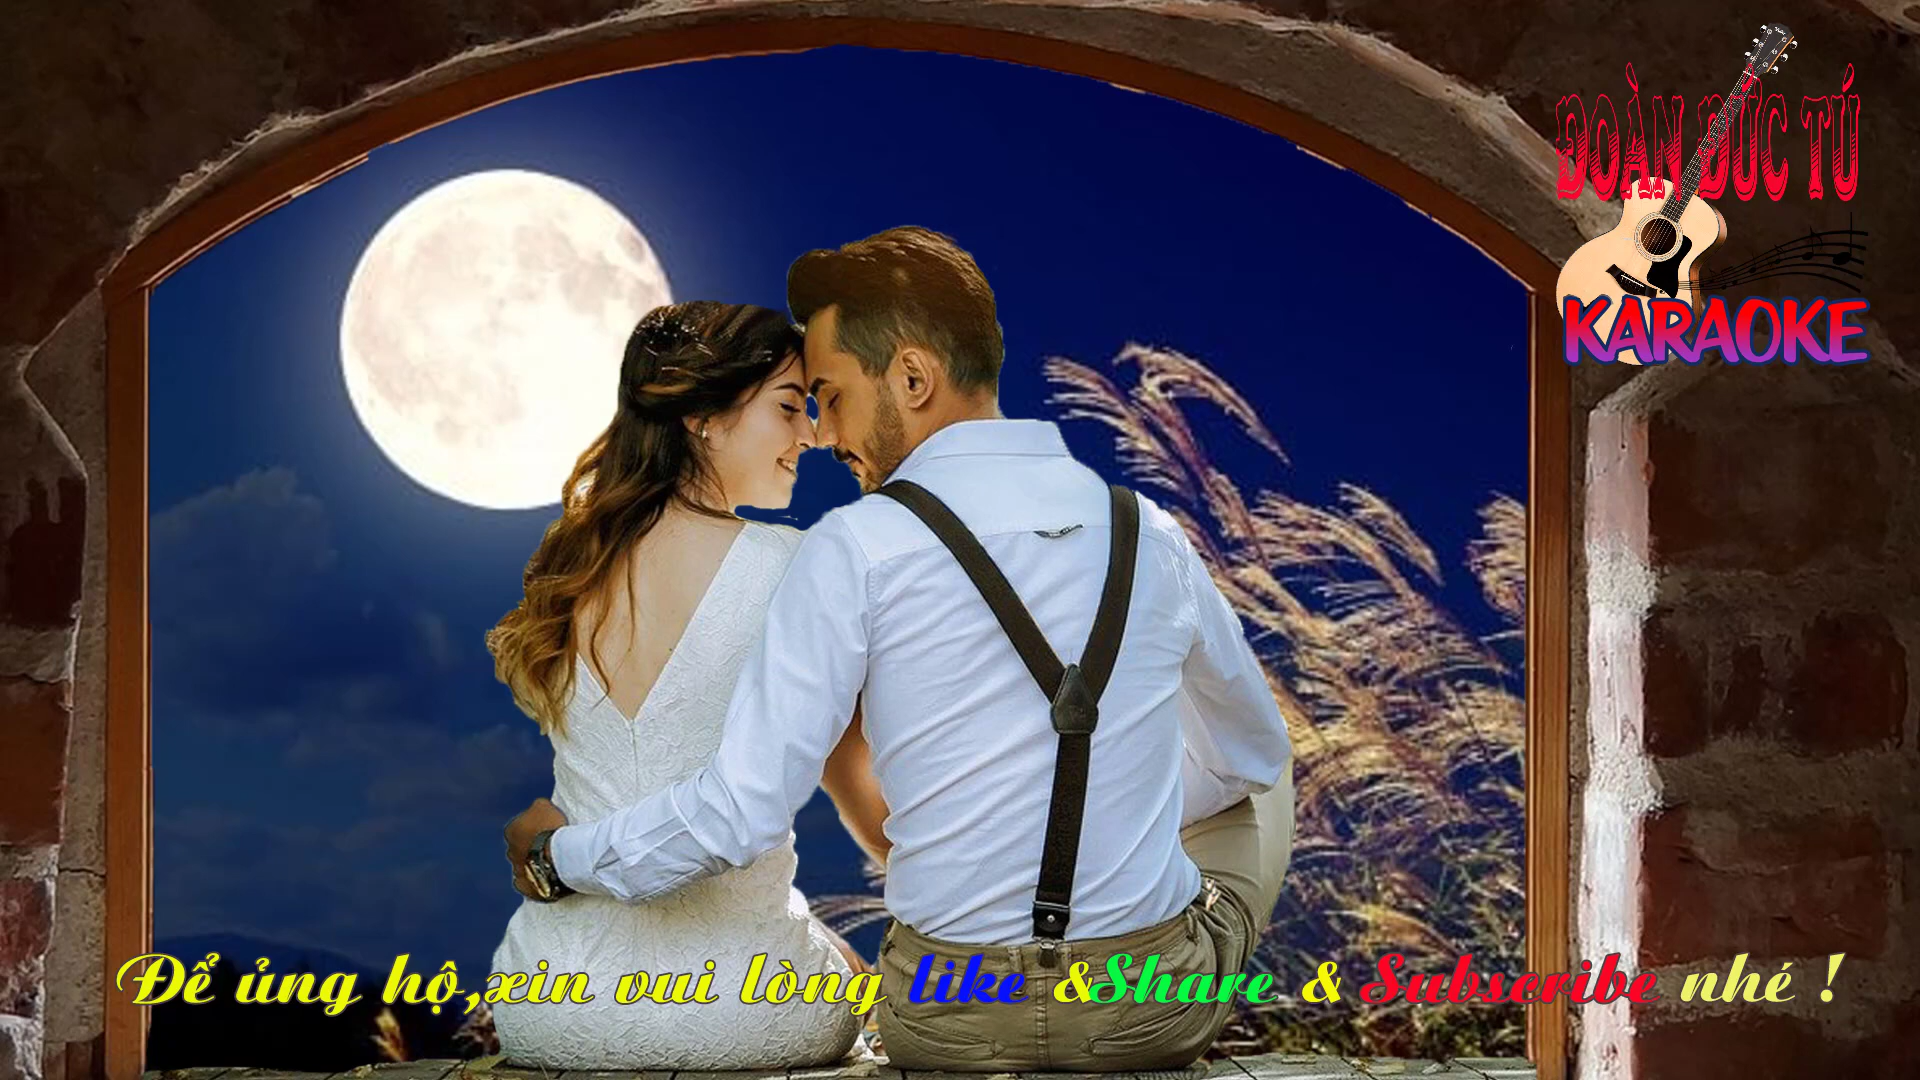 ĐOÀN ĐỨC TÚ
KARAOKE
Để ủng hộ,xin vui lòng like &Share & Subscribe nhé !